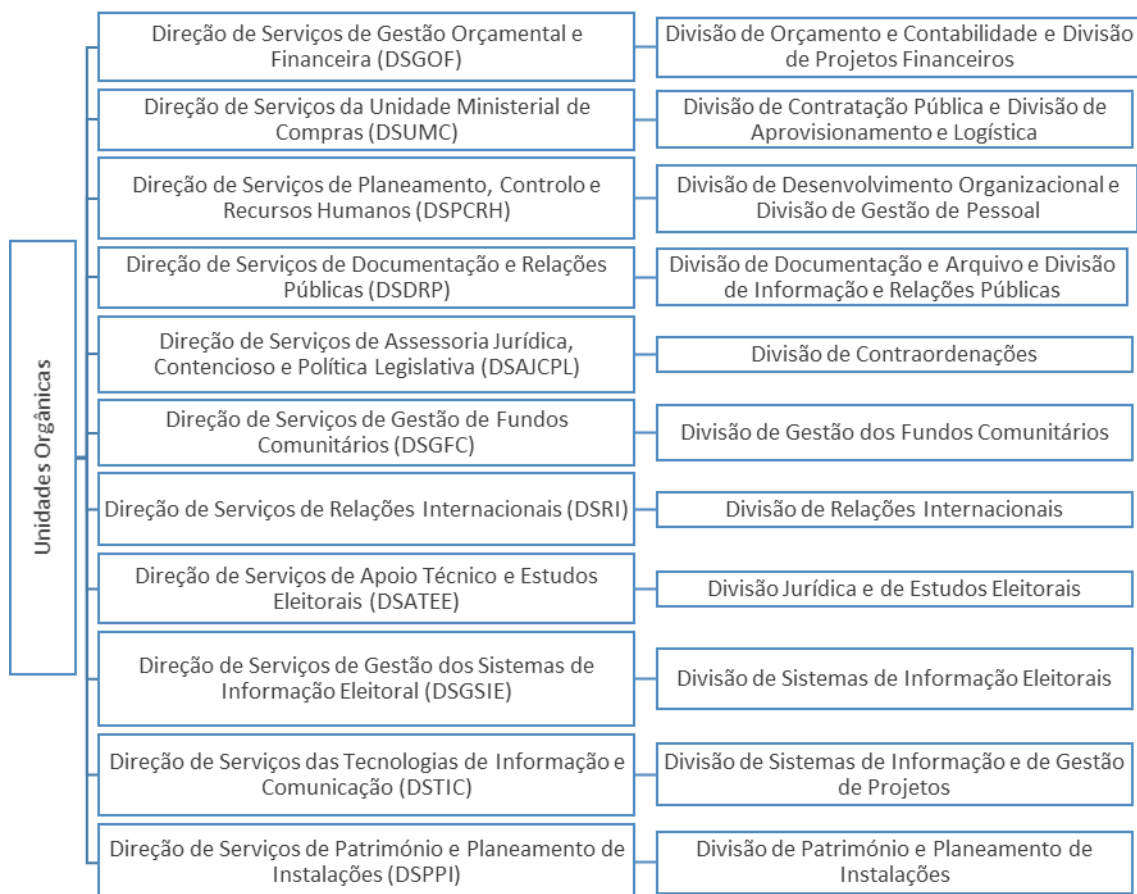 Unidades Orgânicas
Direção de Serviços de Gestão Orçamental e
Financeira (DSGOF)
Divisão de Orçamento e Contabilidade e Divisão
de Projetos Financeiros
Direção de Serviços da Unidade Ministerial de
Compras (DSUMC)
Divisão de Contratação Pública e Divisão de
Aprovisionamento e Logística
Direção de Serviços de Planeamento, Controlo e
Recursos Humanos (DSPCRH)
Divisão de Desenvolvimento Organizacional e
Divisão de Gestão de Pessoal
Direção de Serviços de Documentação e Relações
Públicas (DSDRP)
Divisão de Documentação e Arquivo e Divisão
de Informação e Relações Públicas
Direção de Serviços de Assessoria Jurídica,
Contencioso e Política Legislativa (DSAJCPL)
Divisão de Contraordenações
Direção de Serviços de Gestão de Fundos
Comunitários (DSGFC)
Divisão de Gestão dos Fundos Comunitários
Direção de Serviços de Relações Internacionais (DSRI)
Divisão de Relações Internacionais
Direção de Serviços de Apoio Técnico e Estudos
Eleitorais (DSATEE)
Divisão Jurídica e de Estudos Eleitorais
Direção de Serviços de Gestão dos Sistemas de
Informação Eleitoral (DSGSIE)
Divisão de Sistemas de Informação Eleitorais
Direção de Serviços das Tecnologias de Informação e
Comunicação (DSTIC)
Divisão de Sistemas de Informação e de Gestão
de Projetos
Direção de Serviços de Património e Planeamento de
Instalações (DSPPI)
Divisão de Património e Planeamento de
Instalações